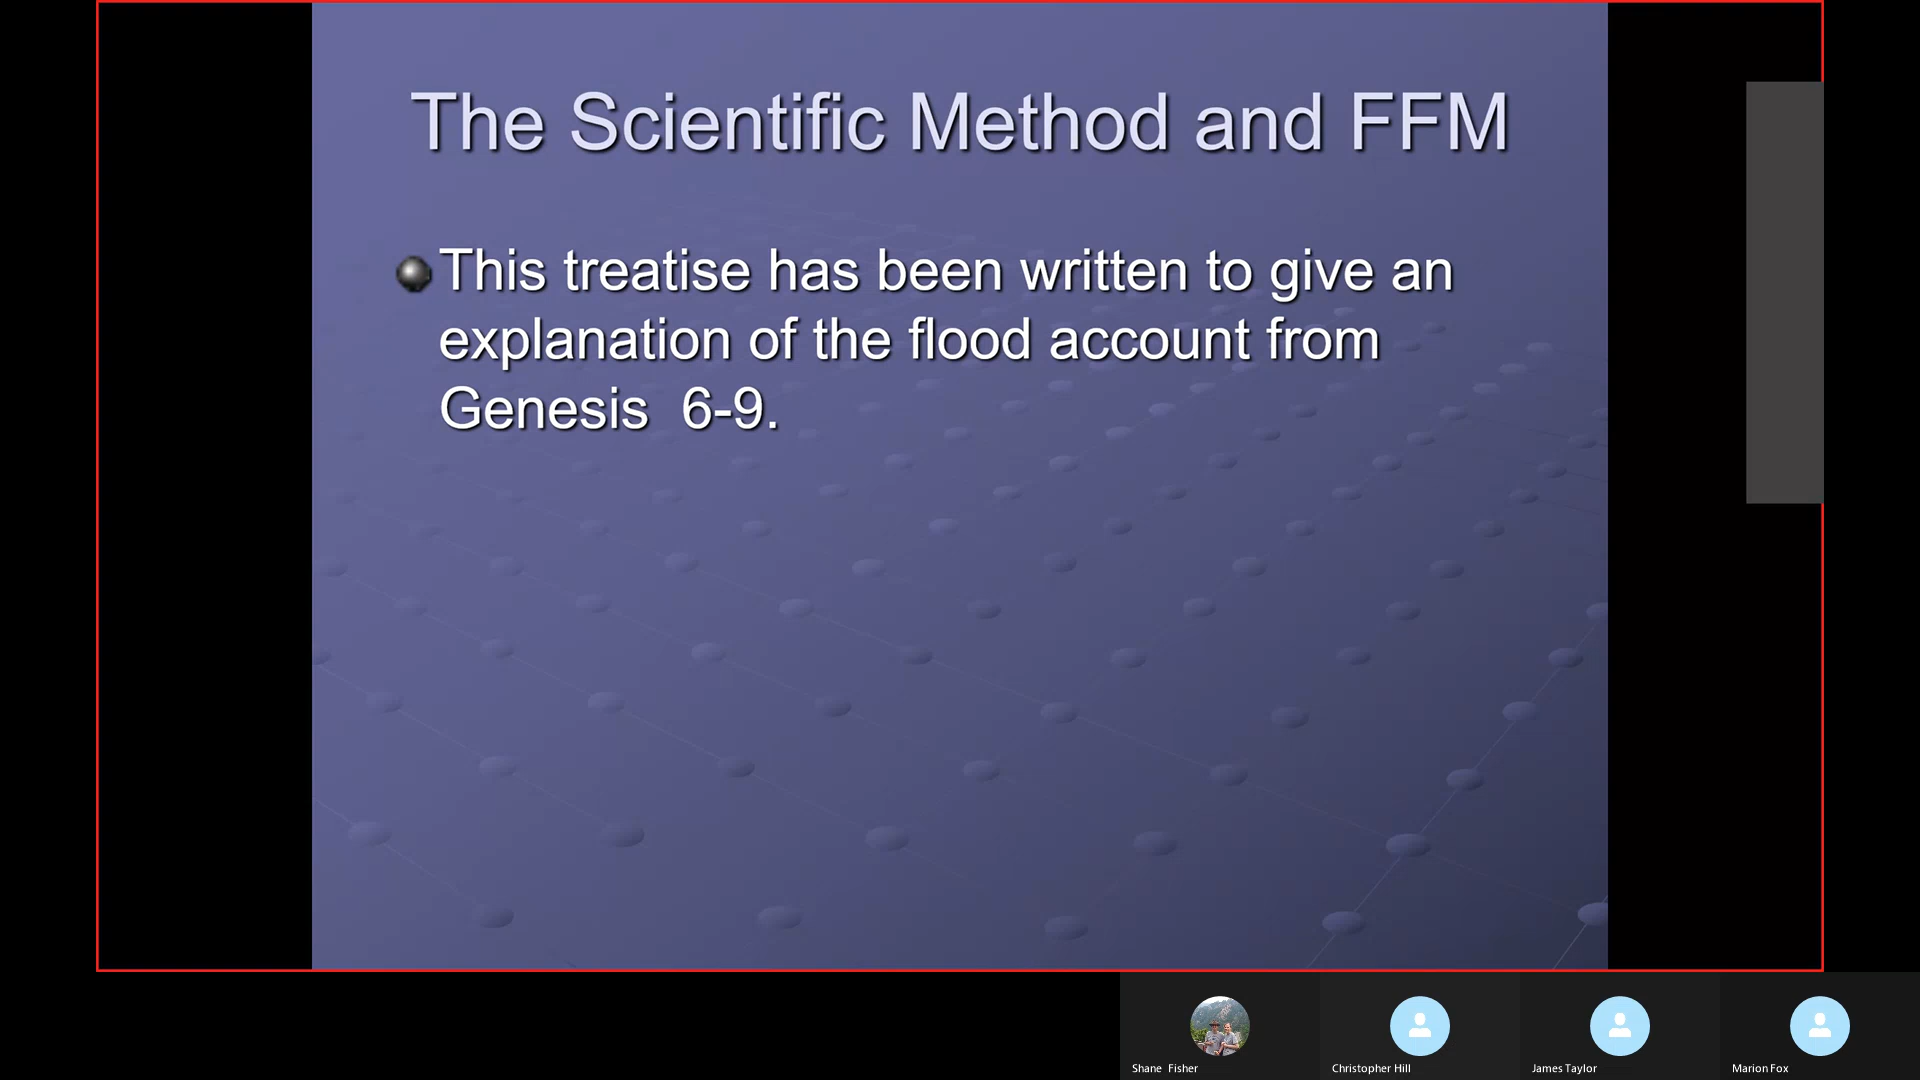 The Scientific Method and FFM
This treatise has been written to give an
explanation of the flood account from
Genesis  6-9.
Shane  Fisher
Christopher Hill
James Taylor
Marion Fox